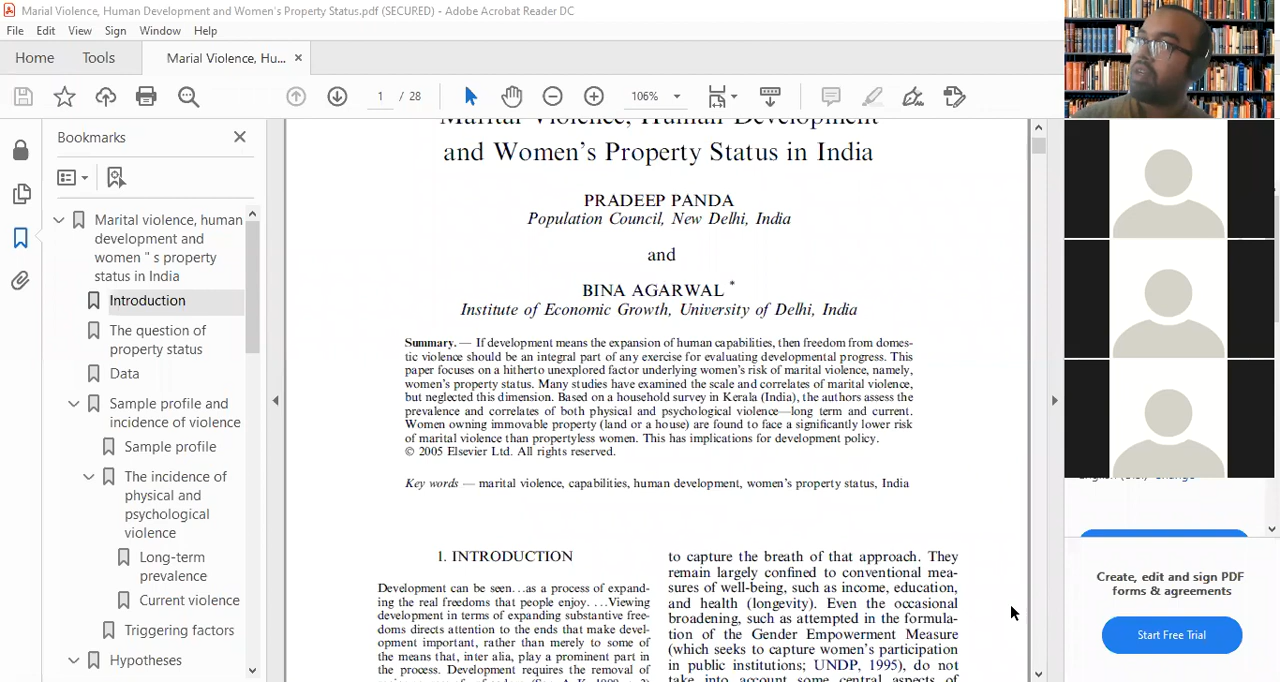 Marial Violence, Human Development and Women's Property Status.pdf (SECURED) - Adobe Acrobat Reader DC
File Edit View Sign Window Help
Home Tools Marial Violence, Hu... ×
1 / 28 106%
Bookmarks
Marital violence, human
development and
women " s property
status in India
Introduction
The question of
property status
Data
Sample profile and
incidence of violence
Sample profile
The incidence of
physical and
psychological
violence
Long-term
prevalence
Current violence
Triggering factors
Hypotheses
Marital Violence, Human Development
and Women's Property Status in India
PRADEEP PANDA
Population Council, New Delhi, India
and
BINA AGARWAL *
Institute of Economic Growth, University of Delhi, India
Summary. — If development means the expansion of human capabilities, then freedom from domes-
tic violence should be an integral part of any exercise for evaluating developmental progress. This
paper focuses on a hitherto unexplored factor underlying women's risk of marital violence, namely,
women's property status. Many studies have examined the scale and correlates of marital violence,
but neglected this dimension. Based on a household survey in Kerala (India), the authors assess the
prevalence and correlates of both physical and psychological violence—long term and current.
Women owning immovable property (land or a house) are found to face a significantly lower risk
of marital violence than propertyless women. This has implications for development policy.
© 2005 Elsevier Ltd. All rights reserved.
Key words — marital violence, capabilities, human development, women's property status, India
1. INTRODUCTION
Development can be seen...as a process of expand-
ing the real freedoms that people enjoy. ...Viewing
development in terms of expanding substantive free-
doms directs attention to the ends that make devel-
opment important, rather than merely to some of
the means that, inter alia, play a prominent part in
the process. Development requires the removal of
to capture the breath of that approach. They
remain largely confined to conventional mea-
sures of well-being, such as income, education,
and health (longevity). Even the occasional
broadening, such as attempted in the formula-
tion of the Gender Empowerment Measure
(which seeks to capture women's participation
in public institutions; UNDP, 1995), do not
take into account some central aspects of
Create, edit and sign PDF
forms & agreements
Start Free Trial